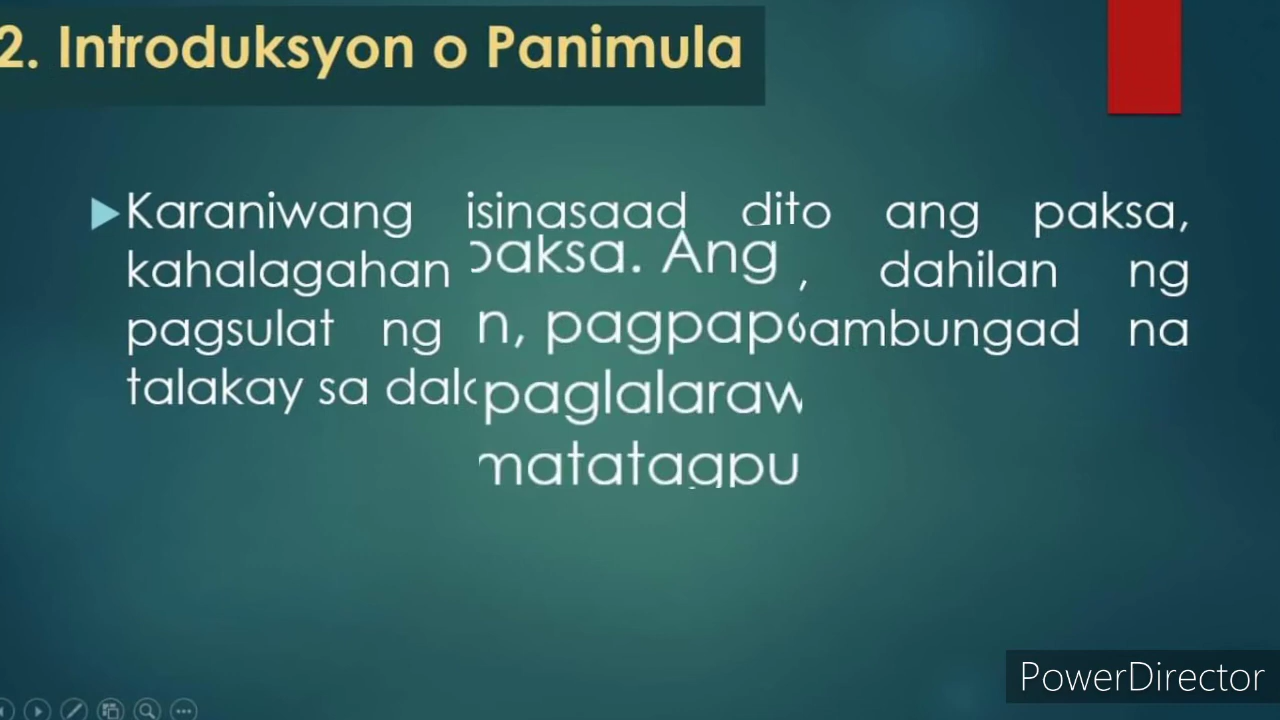 2. Introduksyon o Panimula
Karaniwang isinasaad dito ang paksa,
paksa. Ang
kahalagahan , dahilan ng
n, pagpap
pagsulat ng ambungad na
talakay sa
paglalaraw
matatagpu
PowerDirector